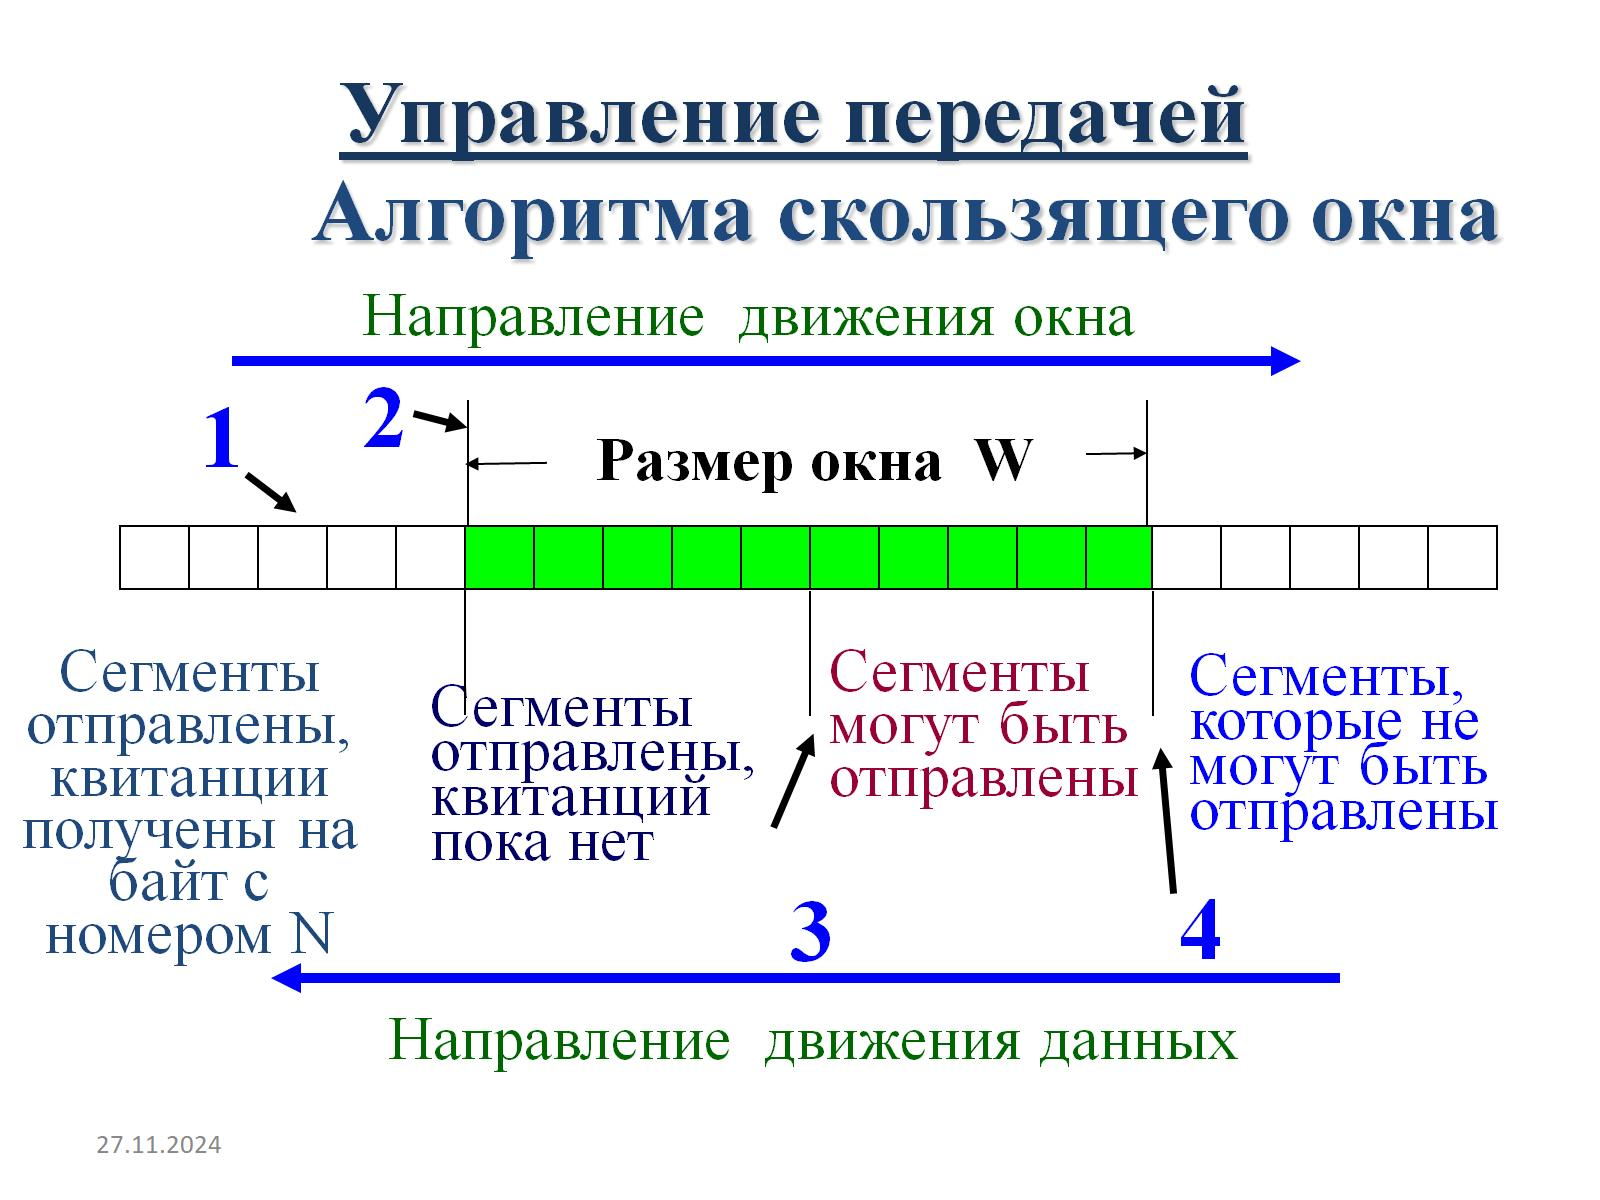 Управление передачей
Алгоритма скользящего окна
Направление движения окна
1
2
Размер окна W
Сегменты
отправлены,
квитанции
получены на
байт с
номером N
Сегменты
отправлены,
квитанций
пока нет
Сегменты
могут быть
отправлены
Сегменты,
которые не
могут быть
отправлены
3
4
Направление движения данных
27.11.2024